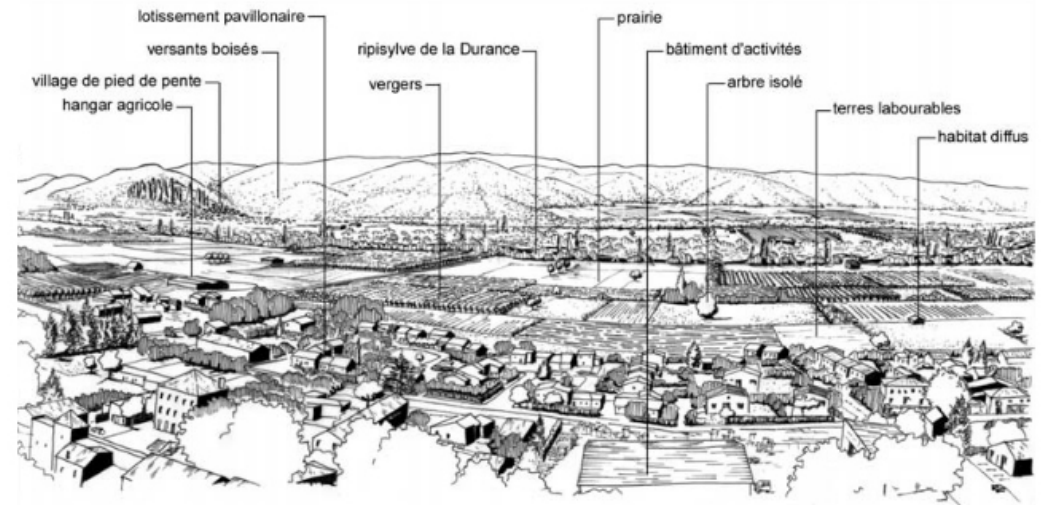 lotissement pavillonaire
prairie
versants boisés
ripisylve de la Durance
bâtiment d'activités
village de pied de pente
vergers
arbre isolé
hangar agricole
terres labourables
habitat diffus